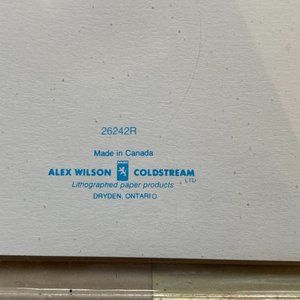 26242R
Made in Canada
ALEX WILSON COLDSTREAM LTD
Lithographed paper products
DRYDEN, ONTARIO